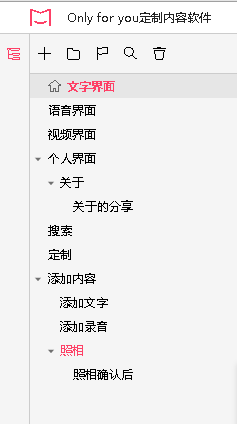 Only for you定制内容软件
文字界面
语音界面
视频界面
个人界面
关于
关于的分享
搜索
定制
添加内容
添加文字
添加录音
照相
照相确认后